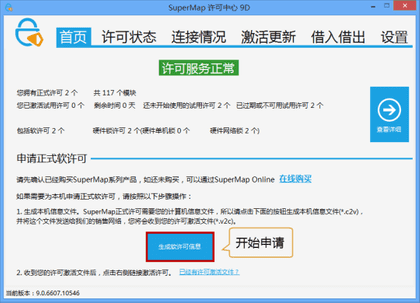 SuperMap 许可中心 9D
首页 许可状态 连接情况 激活更新 借入借出 设置
许可服务正常
您拥有正式许可 2 个 共 117 个模块
您已激活试用许可 0 个 剩余时间 0 天 还未开始使用的试用许可 2 个 已过期或不可用试用许可 2 个
包括软许可 2 个 硬件锁许可 2 个(硬件单机锁 0 个 硬件网络锁 2 个)
查看详细
申请正式软许可
请先确认已经购买SuperMap系列产品，如还未购买，可以通过SuperMap Online 在线购买
如果需要为本机申请正式软许可，请按照以下步骤操作:
1. 生成本机信息文件。SuperMap正式许可需要您的计算机信息文件，所以请点击下面的按钮生成本机信息文件(*.c2v)，
并将这个文件发送给我们的销售网络，您将会收到您的许可激活文件(*.v2c)。
生成软许可信息
开始申请
2. 收到您的许可激活文件后，点击右侧链接激活许可。 已经有许可激活文件？
当前版本：9.0.6607.10546